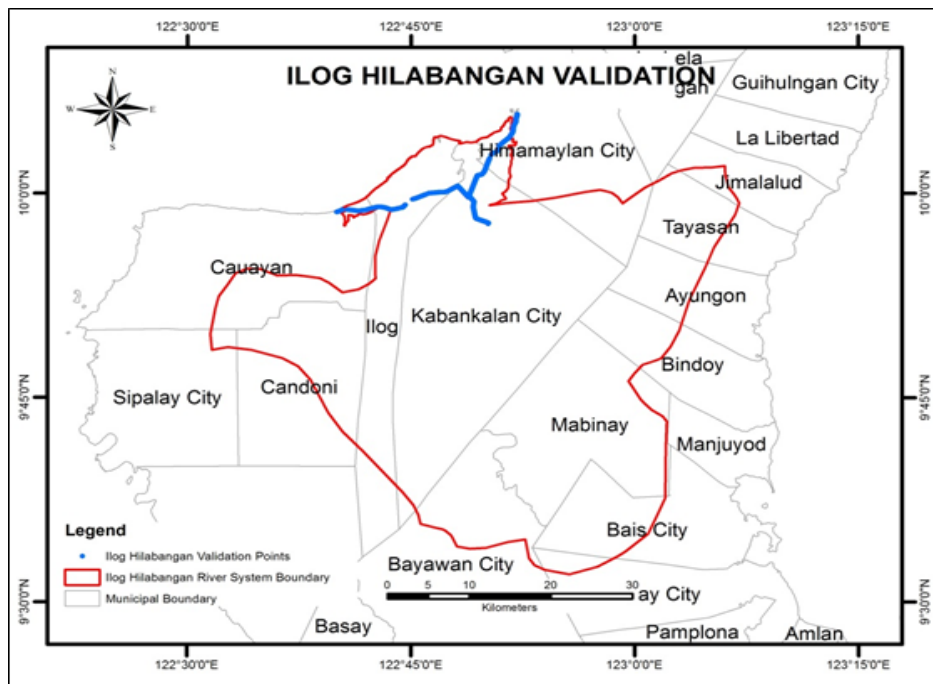 122°30'0"E 122°45'0"E 123°0'0"E 123°15'0"E
ILOG HILABANGAN VALIDATION
N
W E
S
ela
gan
Guihulngan City
La Libertad
Himamaylan City
Jimalalud
10°0'0"N 10°0'0"N
Tayasan
Cauayan
Ayungon
Ilog
Kabankalan City
Bindoy
Candoni
Sipalay City
9°45'0"N 9°45'0"N
Mabinay
Manjuyod
Legend
Ilog Hilabangan Validation Points
Ilog Hilabangan River System Boundary
Municipal Boundary
Bais City
Bayawan City
0 5 10 20 30
Kilometers
ay City
9°30'0"N 9°30'0"N
Basay
Pamplona
Amlan
122°30'0"E 122°45'0"E 123°0'0"E 123°15'0"E